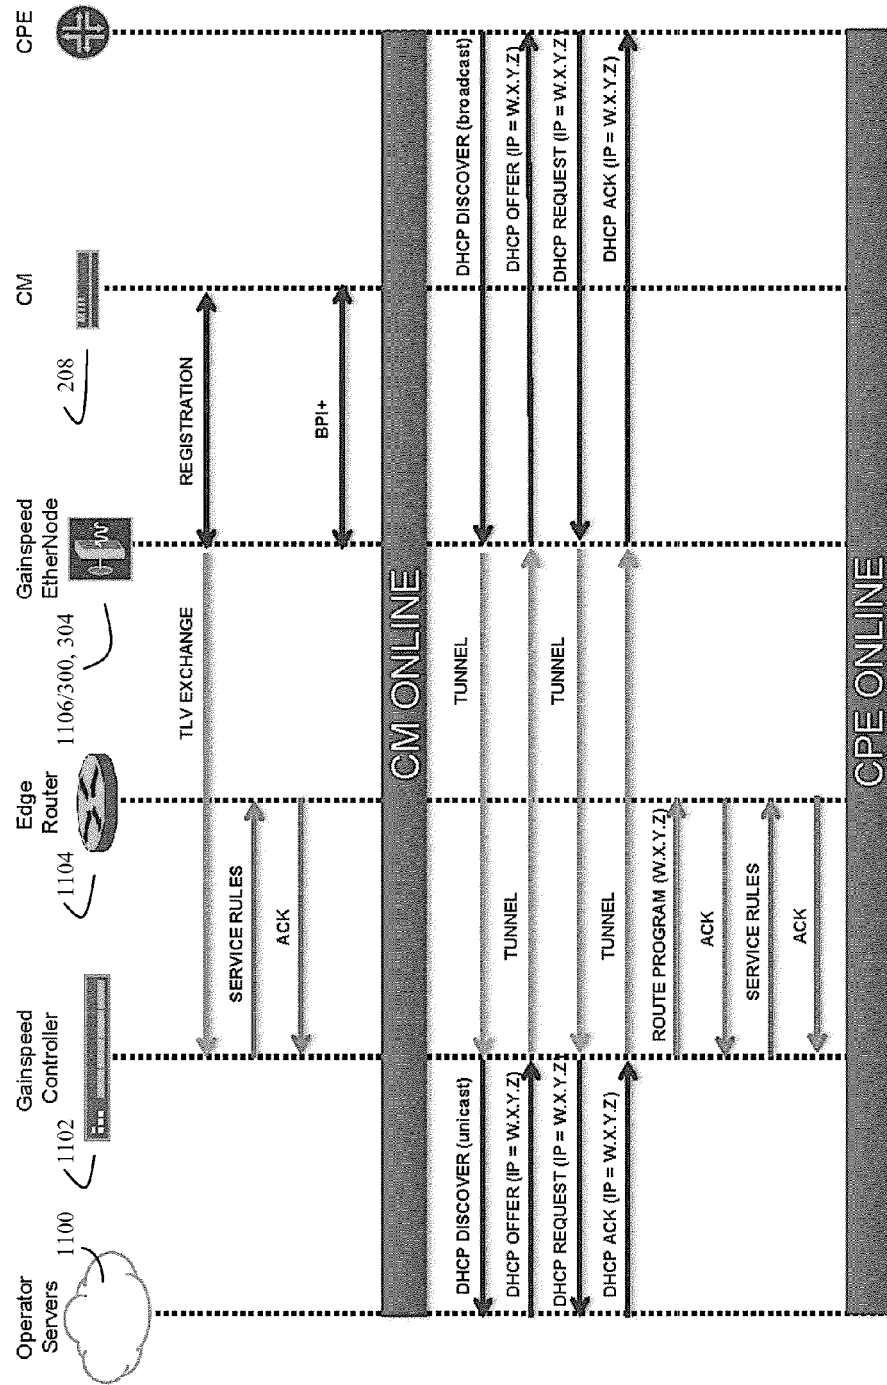 Operator
Servers
Gainspeed
Controller
Edge
Router
Gainspeed
EtherNode
CM
CPE
1100
1102
1104
1106/300, 304
208
TLV EXCHANGE
REGISTRATION
SERVICE RULES
ACK
BPI+
CM ONLINE
DHCP DISCOVER (unicast)
TUNNEL
DHCP DISCOVER (broadcast)
DHCP OFFER (IP = W.X.Y.Z)
TUNNEL
DHCP OFFER (IP = W.X.Y.Z)
DHCP REQUEST (IP = W.X.Y.Z
TUNNEL
DHCP REQUEST (IP = W.X.Y.Z
DHCP ACK (IP = W.X.Y.Z)
TUNNEL
DHCP ACK (IP = W.X.Y.Z)
ROUTE PROGRAM (W.X.Y.Z)
ACK
SERVICE RULES
ACK
CPE ONLINE